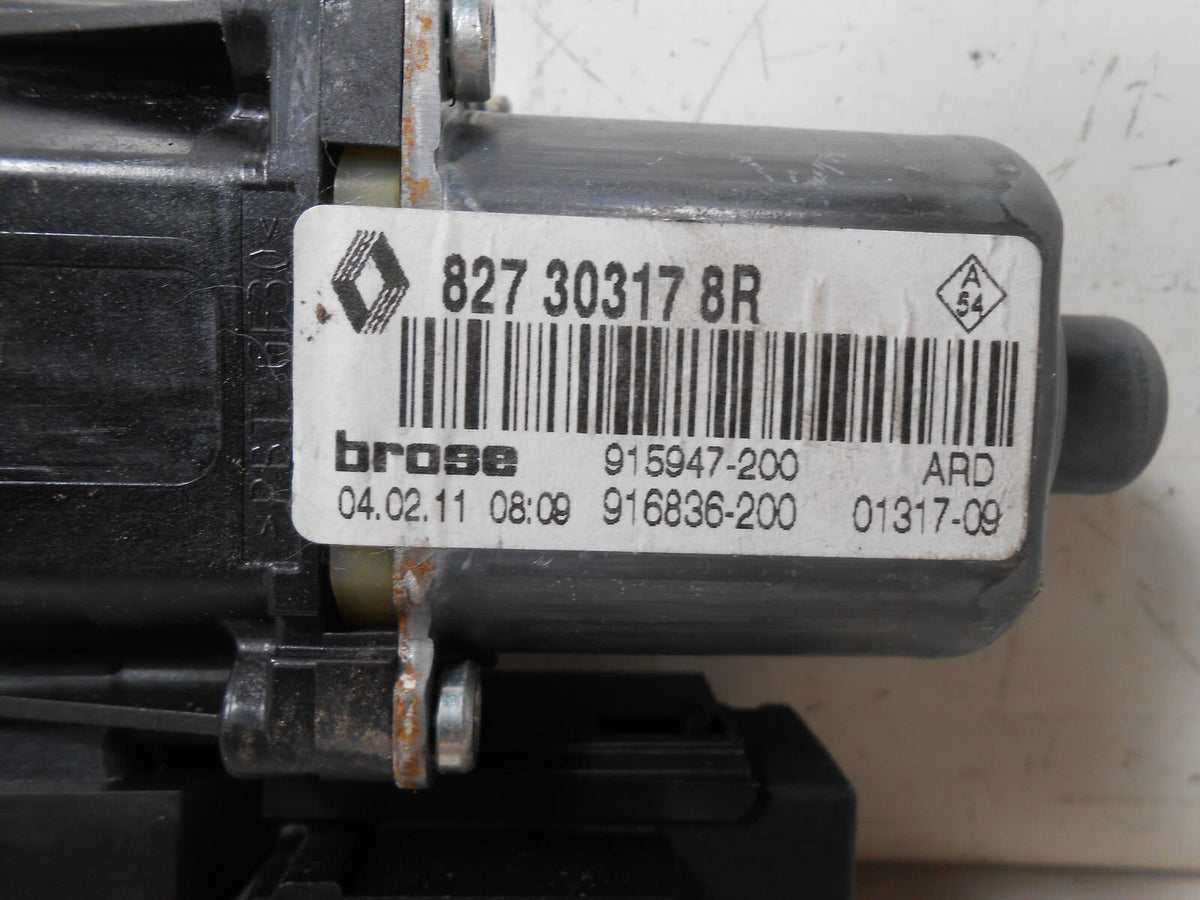 827 30317 8R
A
54
brose 915947-200 ARD
04.02.11 08:09 916836-200 01317-09